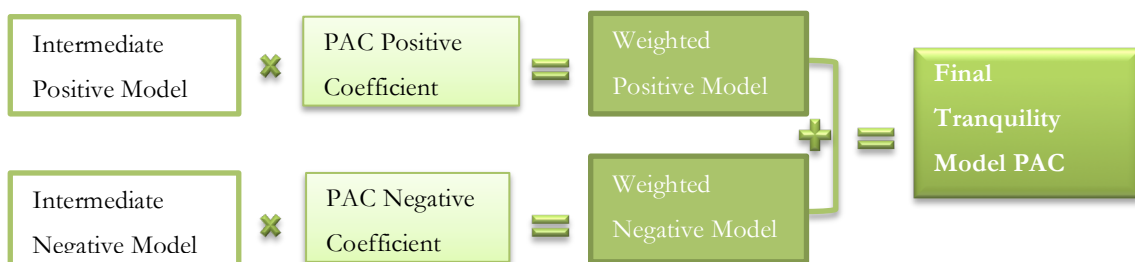 Intermediate
Positive Model
×
PAC Positive
Coefficient
=
Weighted
Positive Model
Intermediate
Negative Model
×
PAC Negative
Coefficient
=
Weighted
Negative Model
+
=
Final
Tranquility
Model PAC